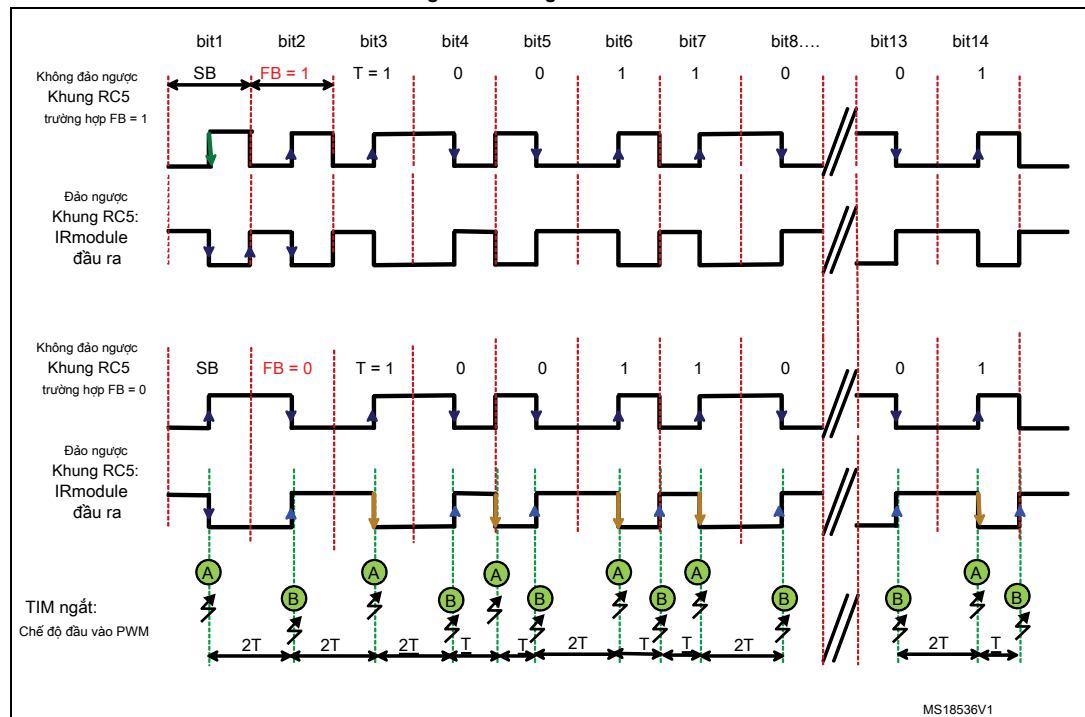 bit1 bit2 bit3 bit4 bit5 bit6 bit7 bit8.... bit13 bit14
Không đảo ngược
Khung RC5
trường hợp FB = 1
SB FB = 1 T = 1 0 0 1 1 0 0 1
Đảo ngược
Khung RC5:
IRmodule
đầu ra
Không đảo ngược
Khung RC5
trường hợp FB = 0
SB FB = 0 T = 1 0 0 1 1 0 0 1
Đảo ngược
Khung RC5:
IRmodule
đầu ra
A A A A A A
B B B B B B B
TIM ngắt:
Chế độ đầu vào PWM
2T 2T 2T T T 2T T T 2T 2T T
MS18536V1